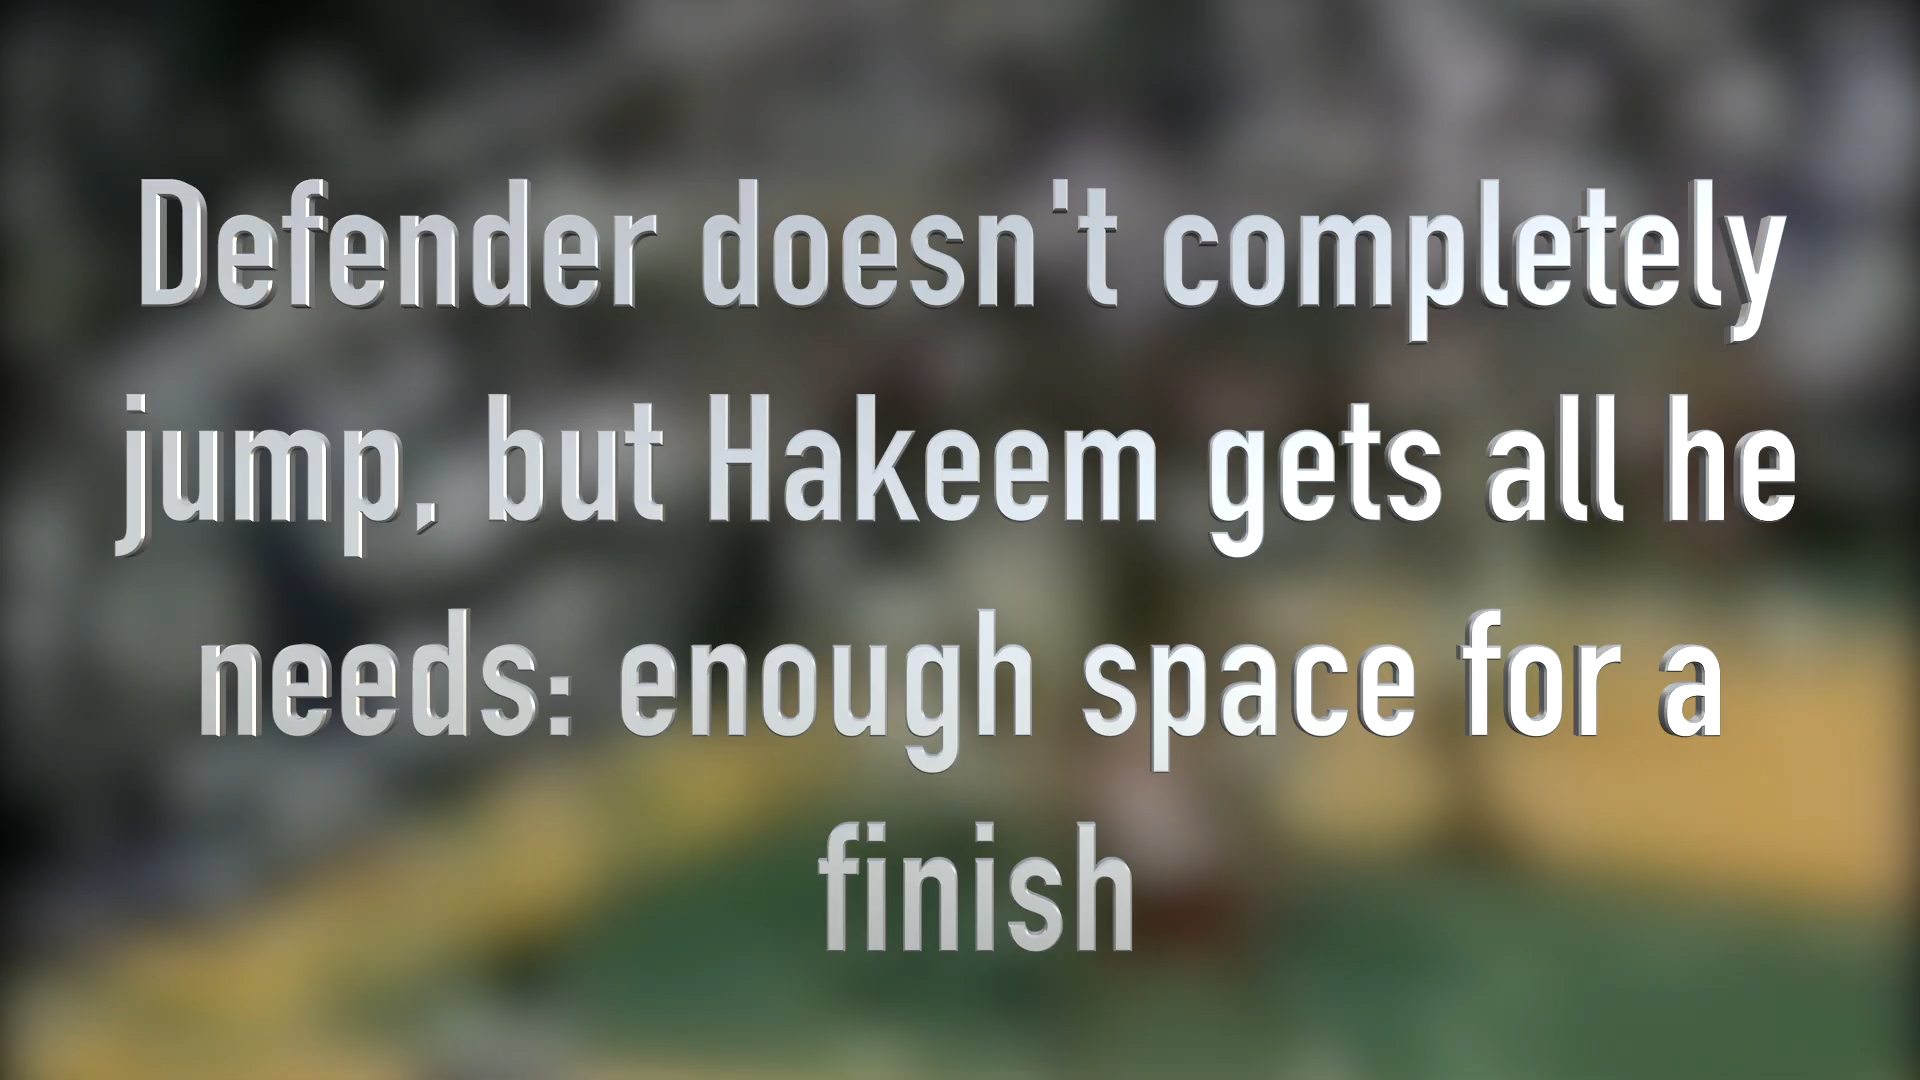 Defender doesn't completely
jump, but Hakeem gets all he
needs: enough space for a
finish